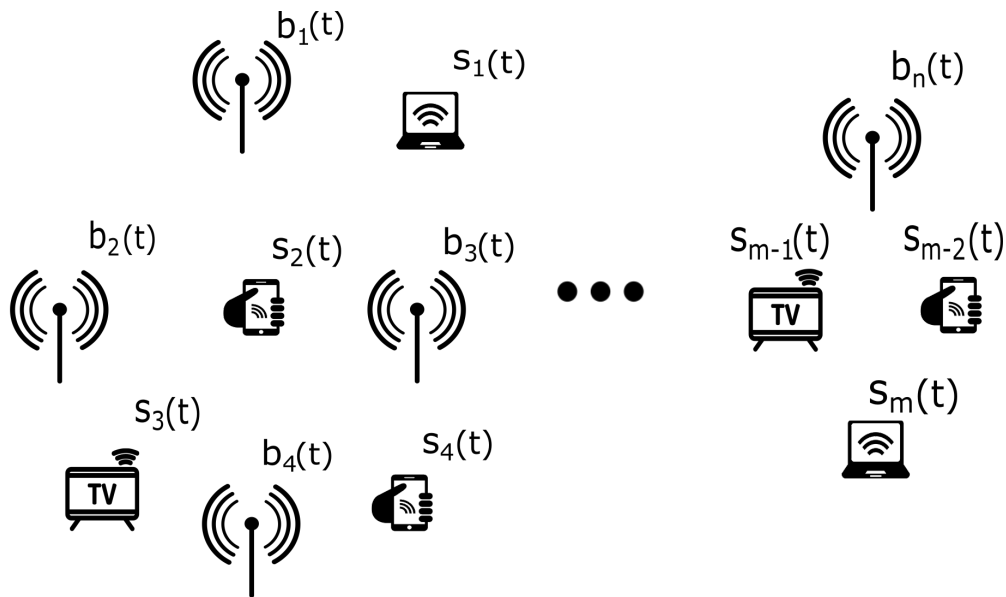 b₁(t)
s₁(t)
bₙ(t)
b₂(t)
s₂(t)
b₃(t)
sₘ₋₁(t)
sₘ₋₂(t)
TV
s₃(t)
b₄(t)
s₄(t)
sₘ(t)
TV